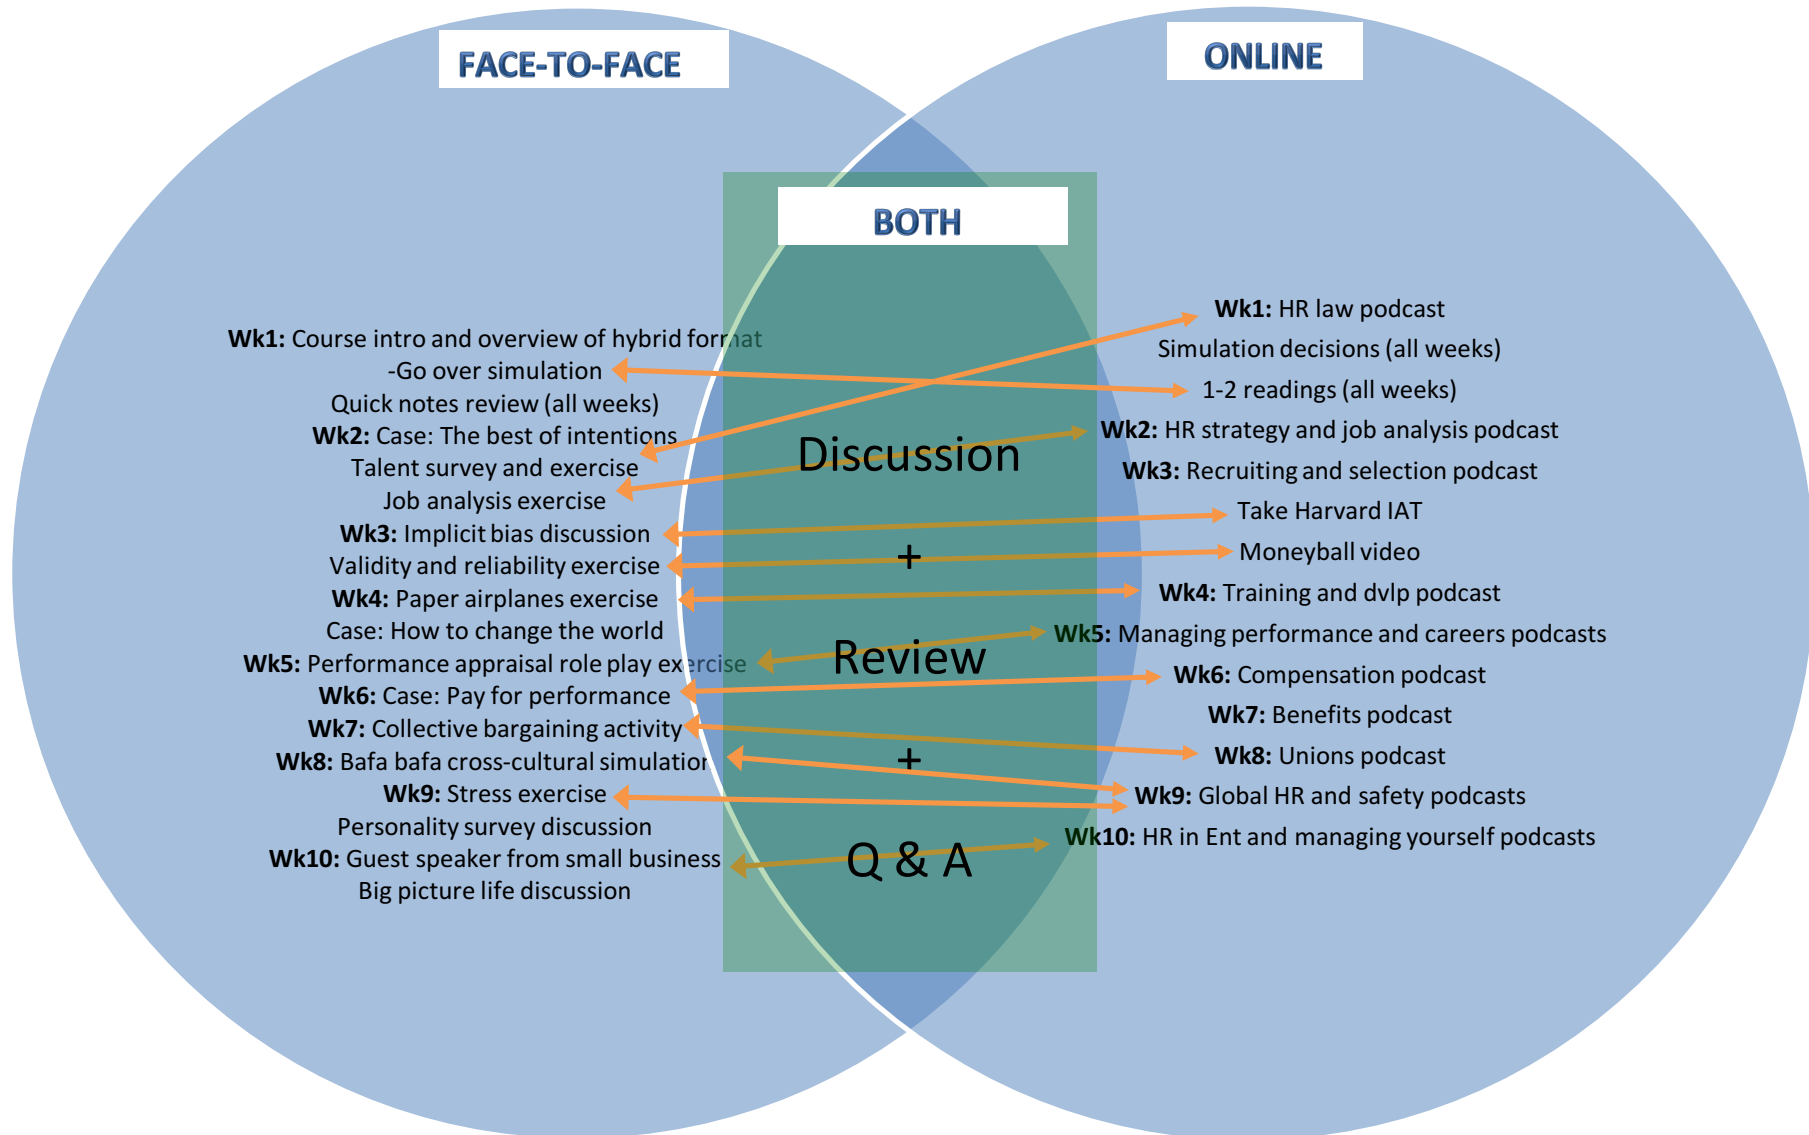 FACE-TO-FACE
Wk1: Course intro and overview of hybrid format
-Go over simulation
Quick notes review (all weeks)
Wk2: Case: The best of intentions
Talent survey and exercise
Job analysis exercise
Wk3: Implicit bias discussion
Validity and reliability exercise
Wk4: Paper airplanes exercise
Case: How to change the world
Wk5: Performance appraisal role play exercise
Wk6: Case: Pay for performance
Wk7: Collective bargaining activity
Wk8: Bafa bafa cross-cultural simulation
Wk9: Stress exercise
Personality survey discussion
Wk10: Guest speaker from small business
Big picture life discussion
BOTH
Discussion
+
Review
+
Q & A
ONLINE
Wk1: HR law podcast
Simulation decisions (all weeks)
1-2 readings (all weeks)
Wk2: HR strategy and job analysis podcast
Wk3: Recruiting and selection podcast
Take Harvard IAT
Moneyball video
Wk4: Training and dvlp podcast
Wk5: Managing performance and careers podcasts
Wk6: Compensation podcast
Wk7: Benefits podcast
Wk8: Unions podcast
Wk9: Global HR and safety podcasts
Wk10: HR in Ent and managing yourself podcasts